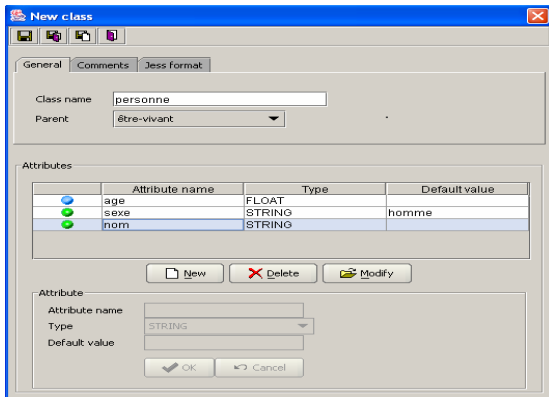 New class
General Comments Jess format
Class name personne
Parent être-vivant
Attributes
Attribute name Type Default value
age FLOAT
sexe STRING homme
nom STRING
New Delete Modify
Attribute
Attribute name
Type STRING
Default value
OK Cancel